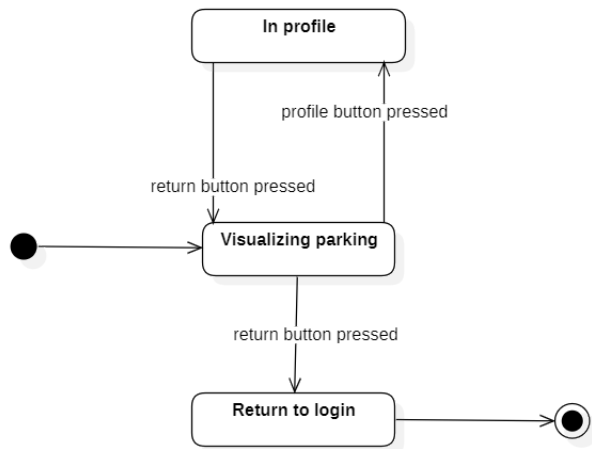 In profile
profile button pressed
return button pressed
Visualizing parking
return button pressed
Return to login